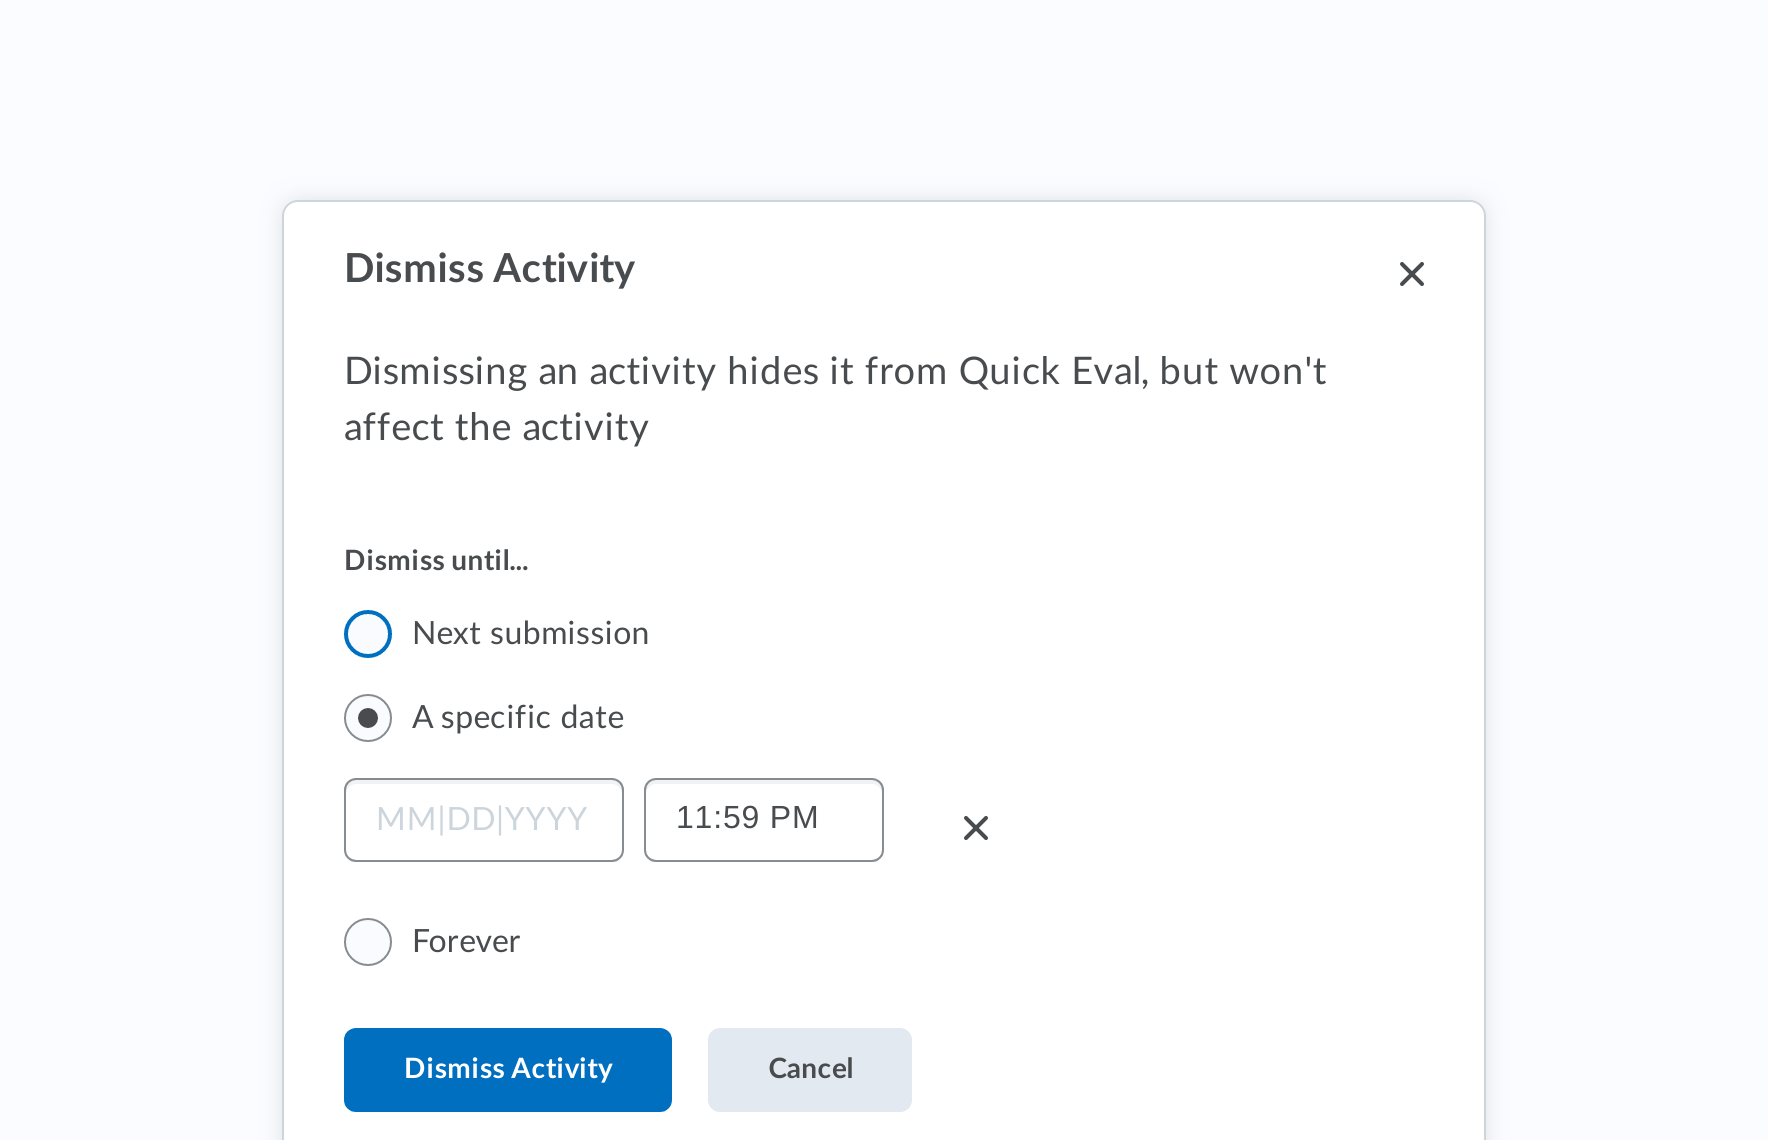 Dismiss Activity
Dismissing an activity hides it from Quick Eval, but won't
affect the activity
Dismiss until...
Next submission
A specific date
MM|DD|YYYY 11:59 PM
Forever
Dismiss Activity Cancel